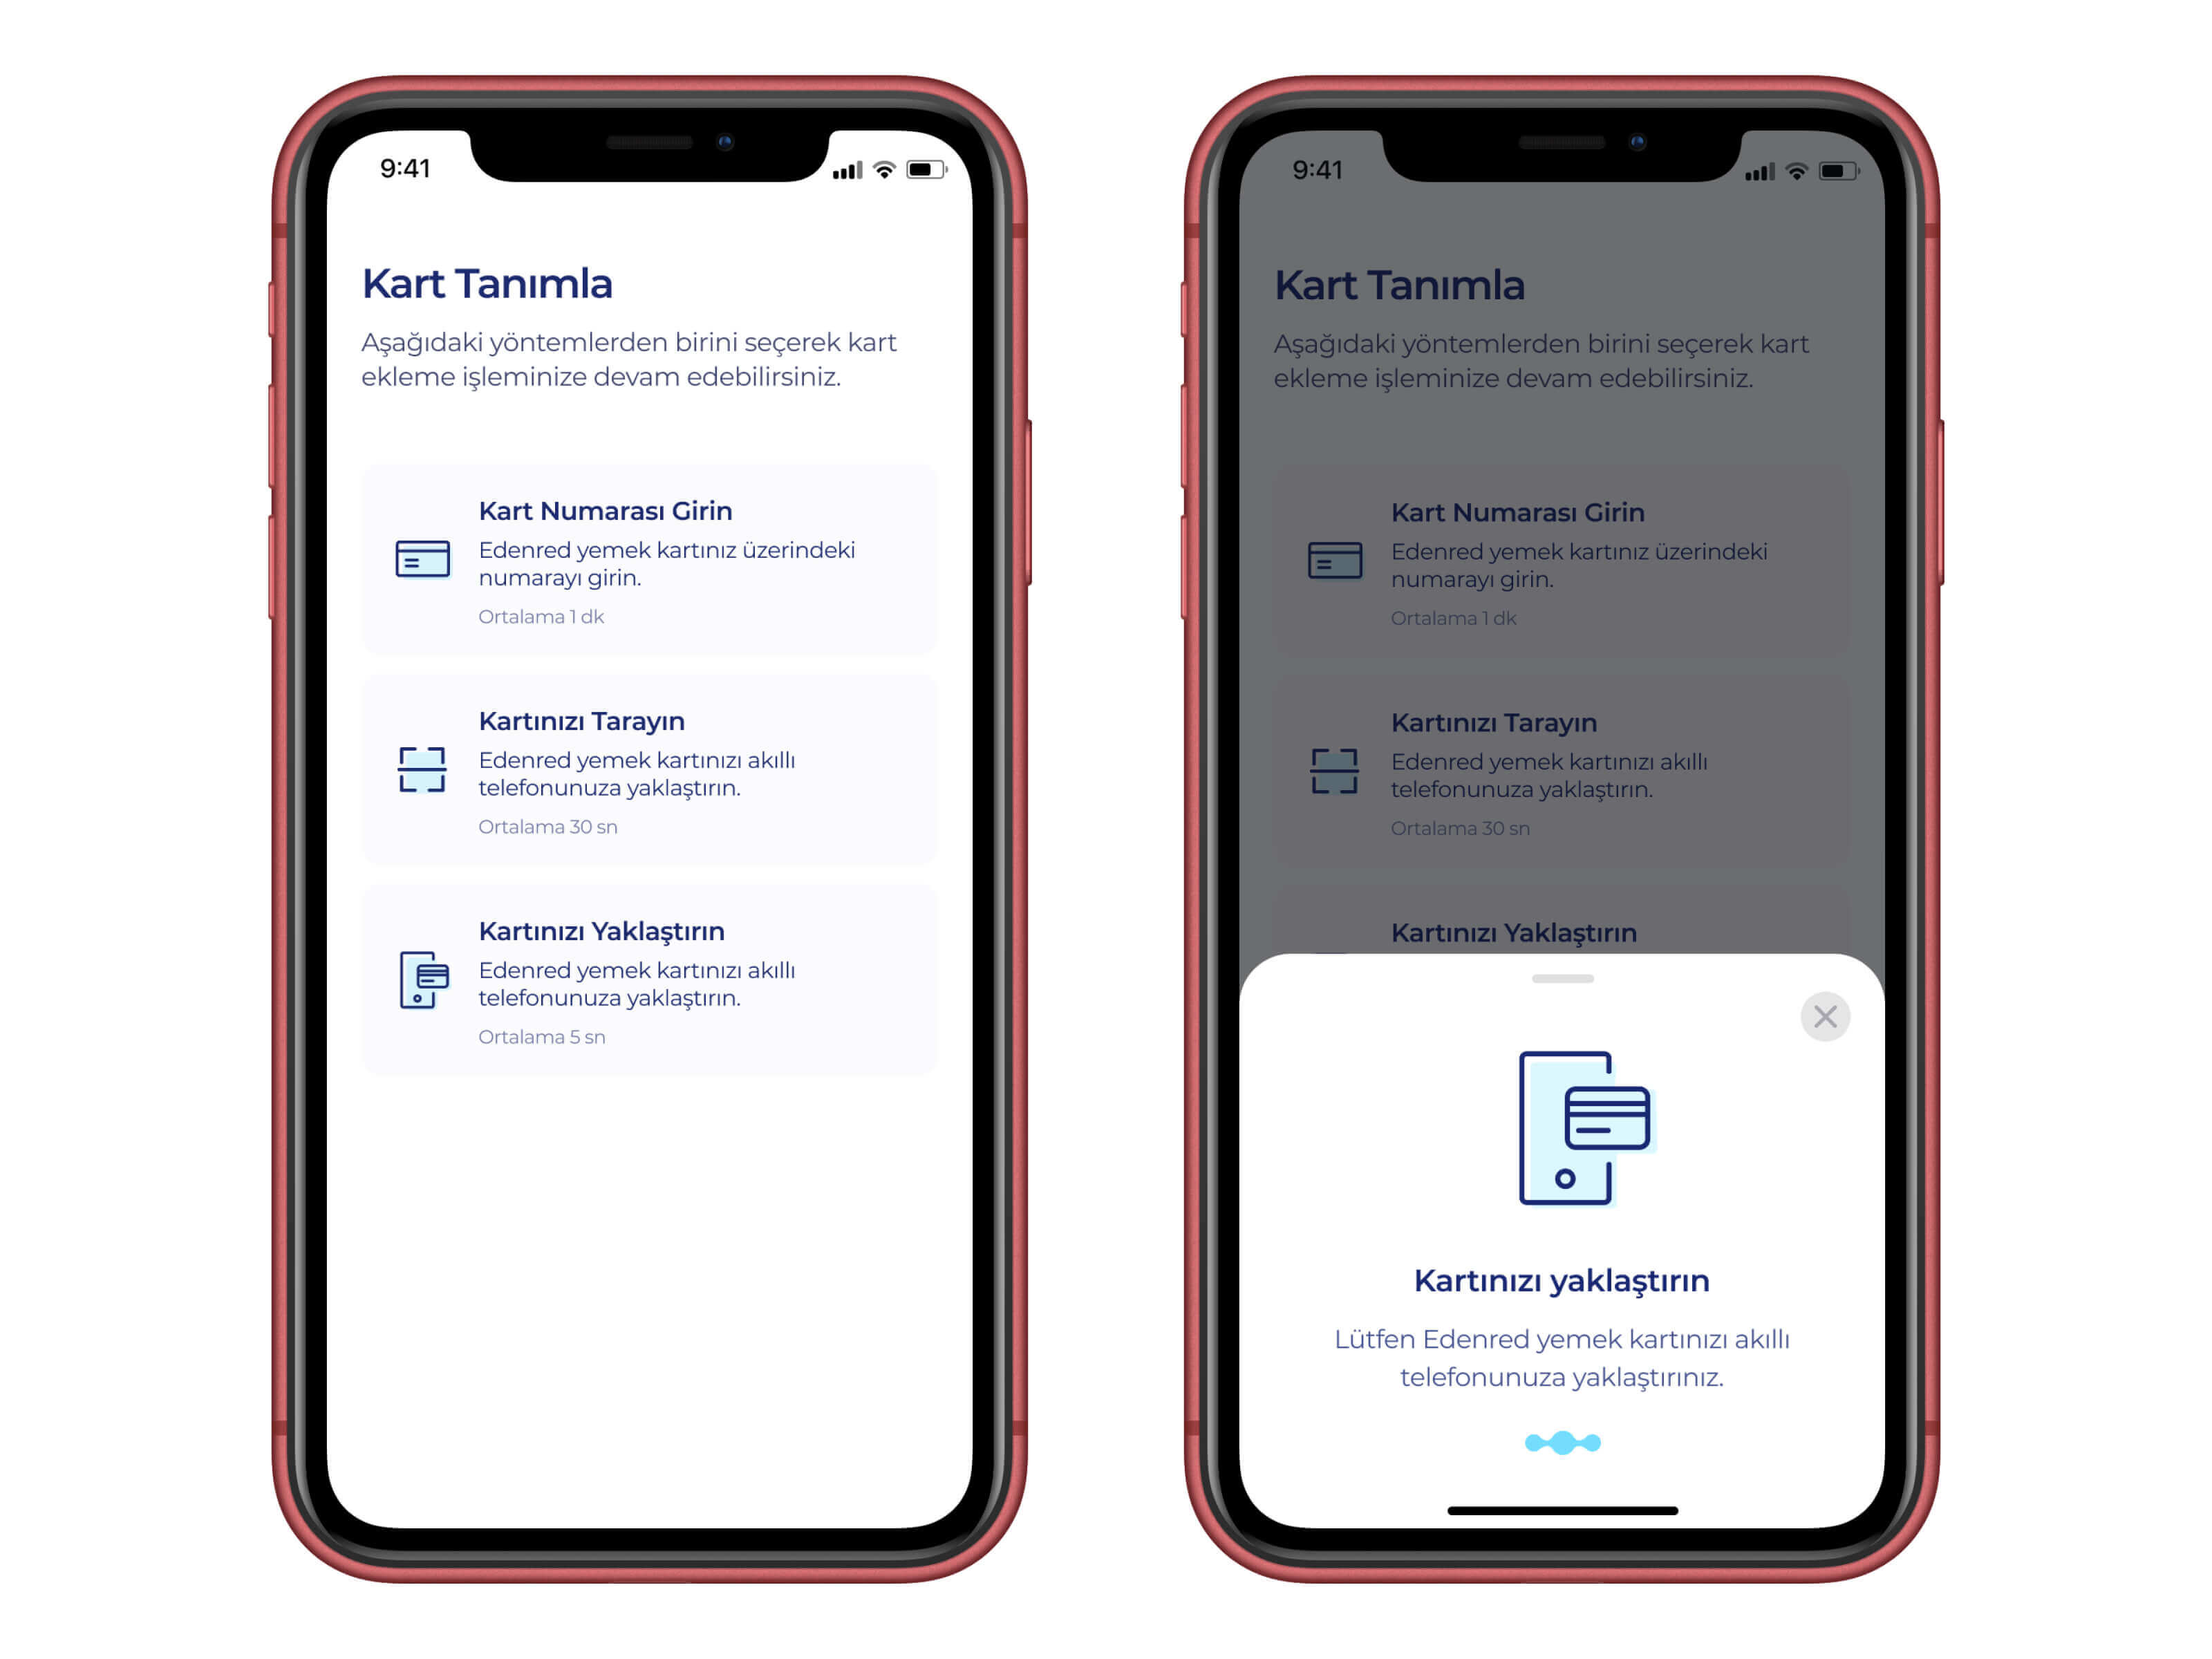 9:41
Kart Tanımla
Aşağıdaki yöntemlerden birini seçerek kart
ekleme işleminize devam edebilirsiniz.
Kart Numarası Girin
Edenred yemek kartınız üzerindeki
numarayı girin.
Ortalama 1 dk
Kartınızı Tarayın
Edenred yemek kartınızı akıllı
telefonunuza yaklaştırın.
Ortalama 30 sn
Kartınızı Yaklaştırın
Edenred yemek kartınızı akıllı
telefonunuza yaklaştırın.
Ortalama 5 sn
9:41
Kart Tanımla
Aşağıdaki yöntemlerden birini seçerek kart
ekleme işleminize devam edebilirsiniz.
Kart Numarası Girin
Edenred yemek kartınız üzerindeki
numarayı girin.
Ortalama 1 dk
Kartınızı Tarayın
Edenred yemek kartınızı akıllı
telefonunuza yaklaştırın.
Ortalama 30 sn
Kartınızı Yaklaştırın
Kartınızı yaklaştırın
Lütfen Edenred yemek kartınızı akıllı
telefonunuza yaklaştırınız.